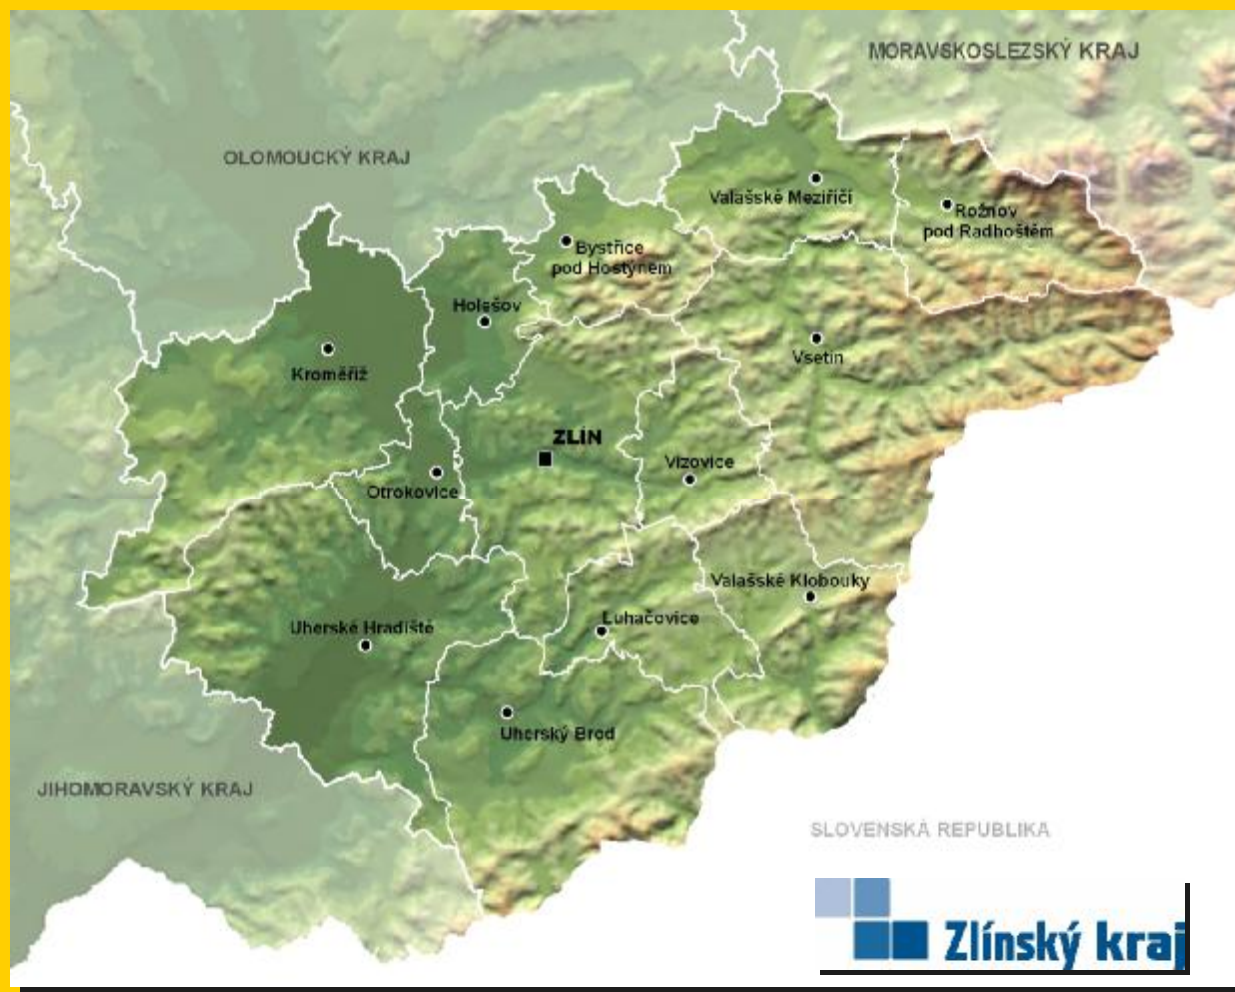 MORAVSKOSLEZSKÝ KRAJ
OLOMOUCKÝ KRAJ
Valašské Meziříčí
Rožnov
pod Radhoštěm
Bystřice
pod Hostýnem
Holešov
Vsetín
Kroměříž
ZLÍN
Vizovice
Otrokovice
Valašské Klobouky
Luhačovice
Uherské Hradiště
Uherský Brod
JIHOMORAVSKÝ KRAJ
SLOVENSKÁ REPUBLIKA
Zlínský kraj